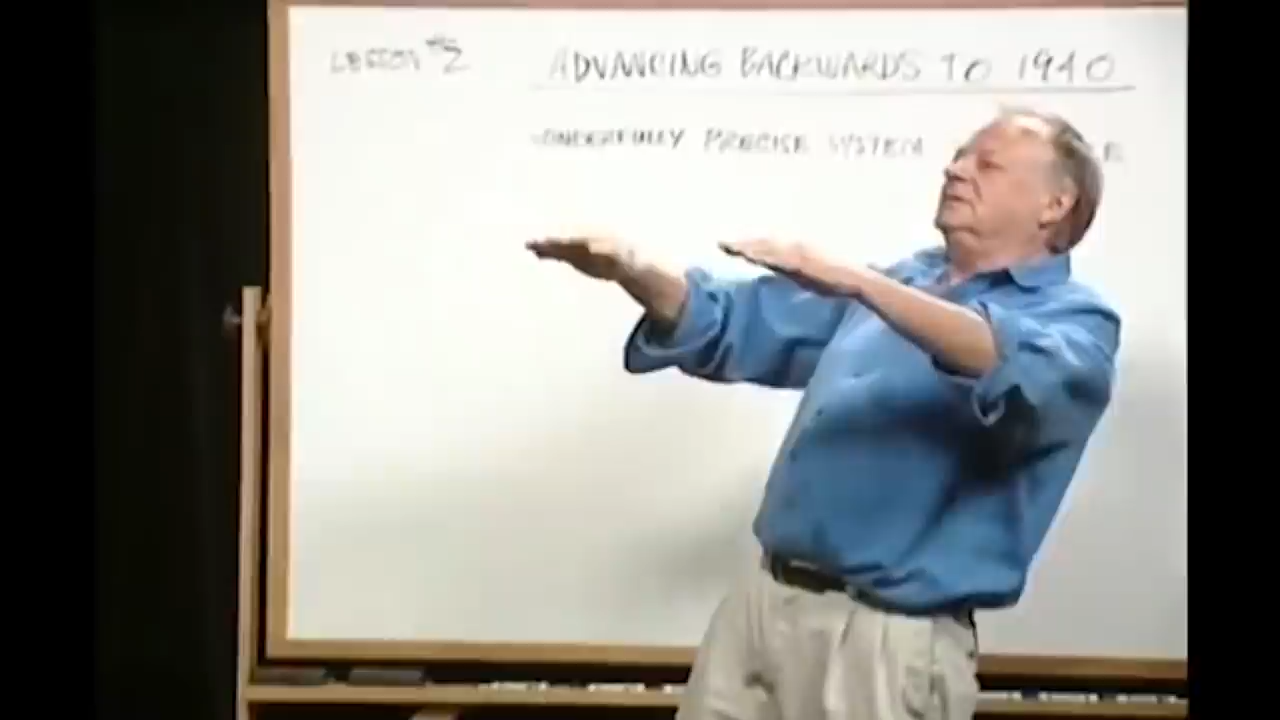 LESSON #2
ADVANCING BACKWARDS TO 1940
WONDERFULLY PRECISE SYSTEM